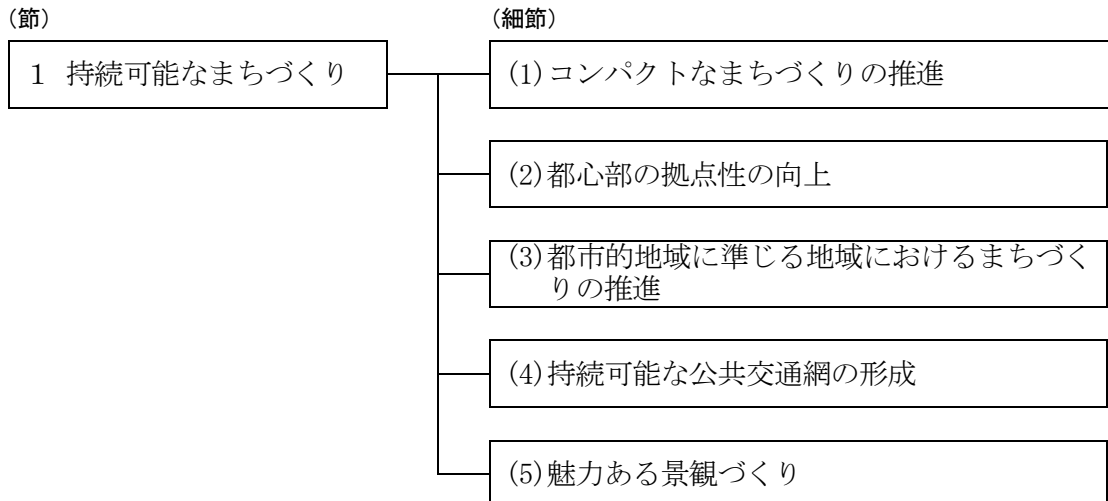 （節） （細節）
1 持続可能なまちづくり
(1)コンパクトなまちづくりの推進
(2)都心部の拠点性の向上
(3)都市的地域に準じる地域におけるまちづく
りの推進
(4)持続可能な公共交通網の形成
(5)魅力ある景観づくり